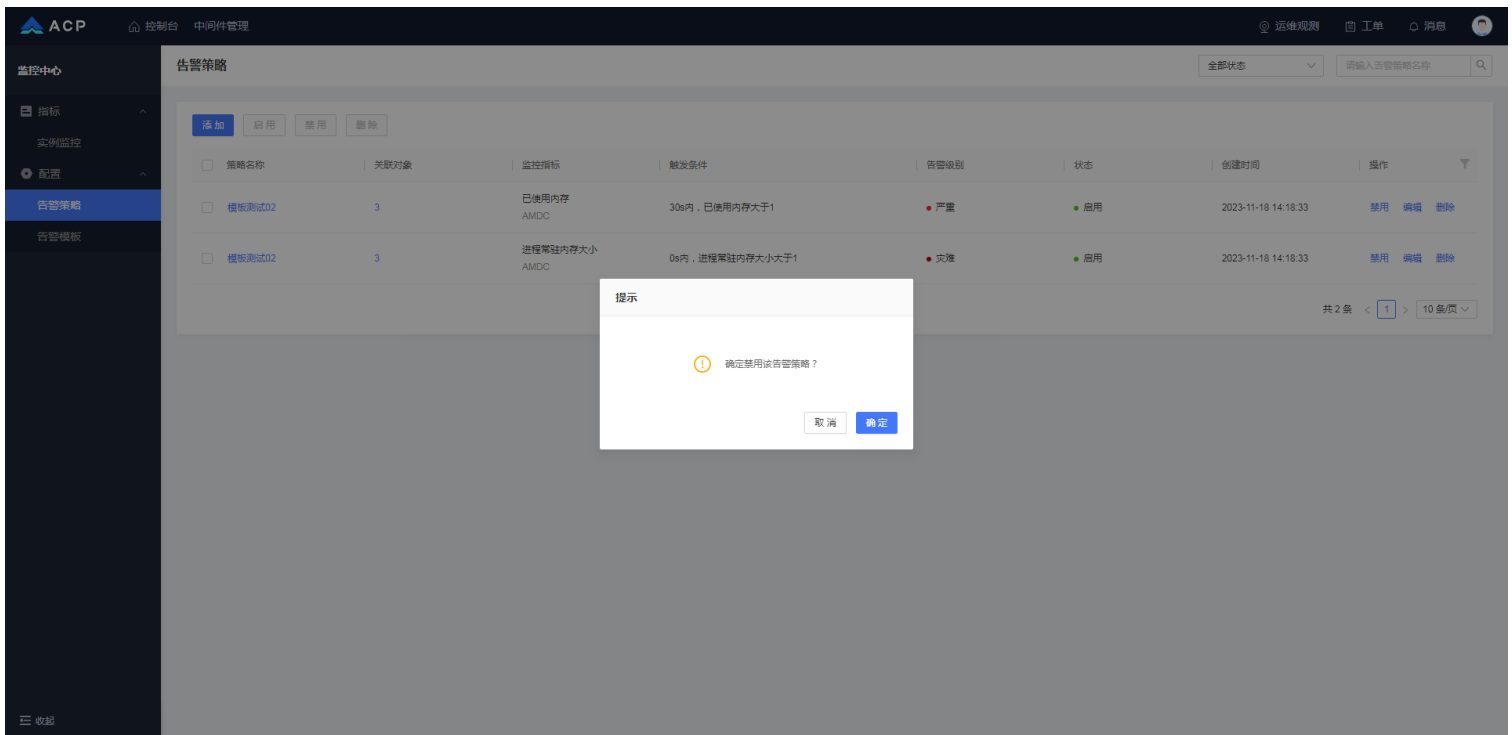 ACP 控制台 中间件管理 运维观测 工单 消息
监控中心 告警策略 全部状态 请输入告警策略名称
指标
添加 启用 禁用 删除
实例监控
策略名称 关联对象 监控指标 触发条件 告警级别 状态 创建时间 操作
配置
告警策略
模板测试02 3 已使用内存 30s内，已使用内存大于1 严重 启用 2023-11-18 14:18:33 禁用 编辑 删除
AMDC
告警模板
模板测试02 3 进程常驻内存大小 0s内，进程常驻内存大小大于1 灾难 启用 2023-11-18 14:18:33 禁用 编辑 删除
AMDC
提示
共 2 条 < 1 > 10 条/页
确定禁用该告警策略？
取消 确定
收起